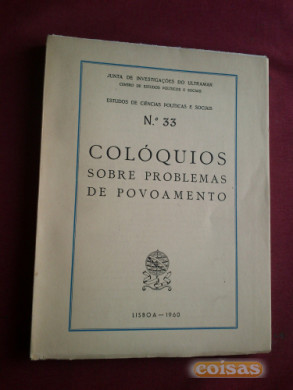 JUNTA DE INVESTIGAÇÕES DO ULTRAMAR
CENTRO DE ESTUDOS POLÍTICOS E SOCIAIS
ESTUDOS DE CIÊNCIAS POLÍTICAS E SOCIAIS
N.º 33
COLÓQUIOS
SOBRE PROBLEMAS
DE POVOAMENTO
LISBOA — 1960
coisas